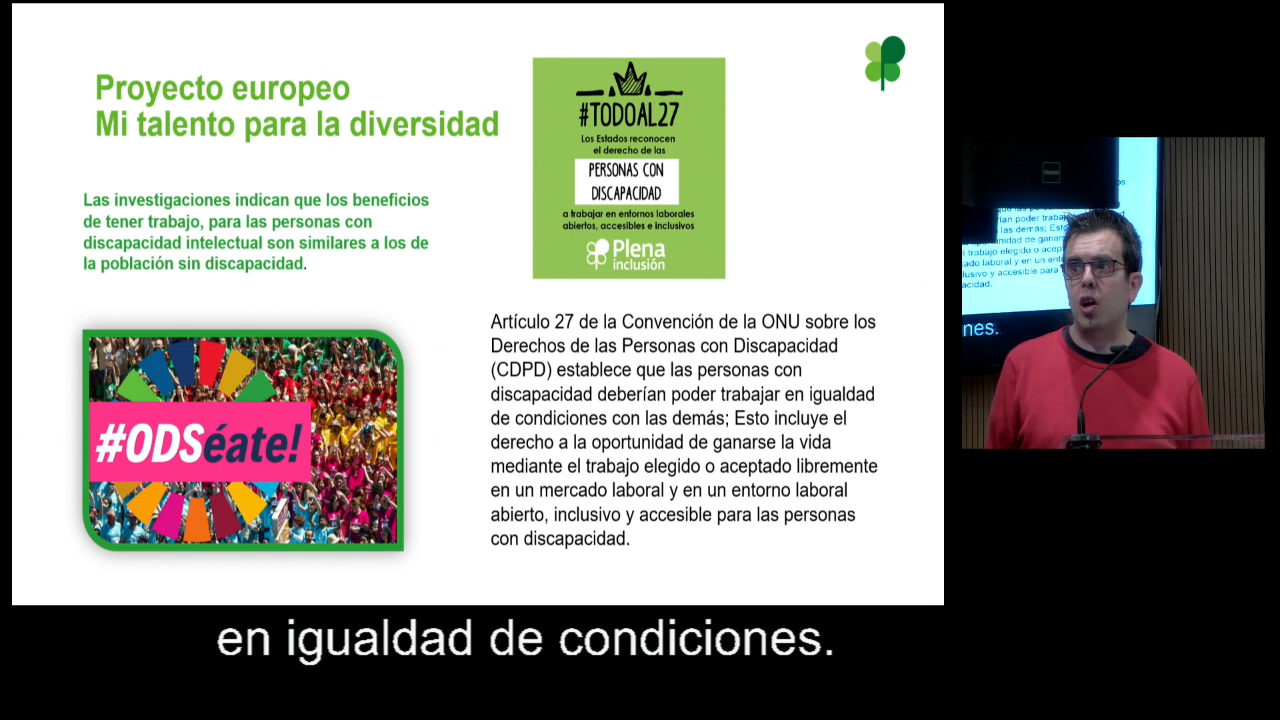 Proyecto europeo
Mi talento para la diversidad
Las investigaciones indican que los beneficios
de tener trabajo, para las personas con
discapacidad intelectual son similares a los de
la población sin discapacidad.
#ODSéate!
#TODOAL27
Los Estados reconocen
el derecho de las
PERSONAS CON
DISCAPACIDAD
a trabajar en entornos laborales
abiertos, accesibles e inclusivos
Plena
inclusión
Artículo 27 de la Convención de la ONU sobre los
Derechos de las Personas con Discapacidad
(CDPD) establece que las personas con
discapacidad deberían poder trabajar en igualdad
de condiciones con las demás; Esto incluye el
derecho a la oportunidad de ganarse la vida
mediante el trabajo elegido o aceptado libremente
en un mercado laboral y en un entorno laboral
abierto, inclusivo y accesible para las personas
con discapacidad.
en igualdad de condiciones.